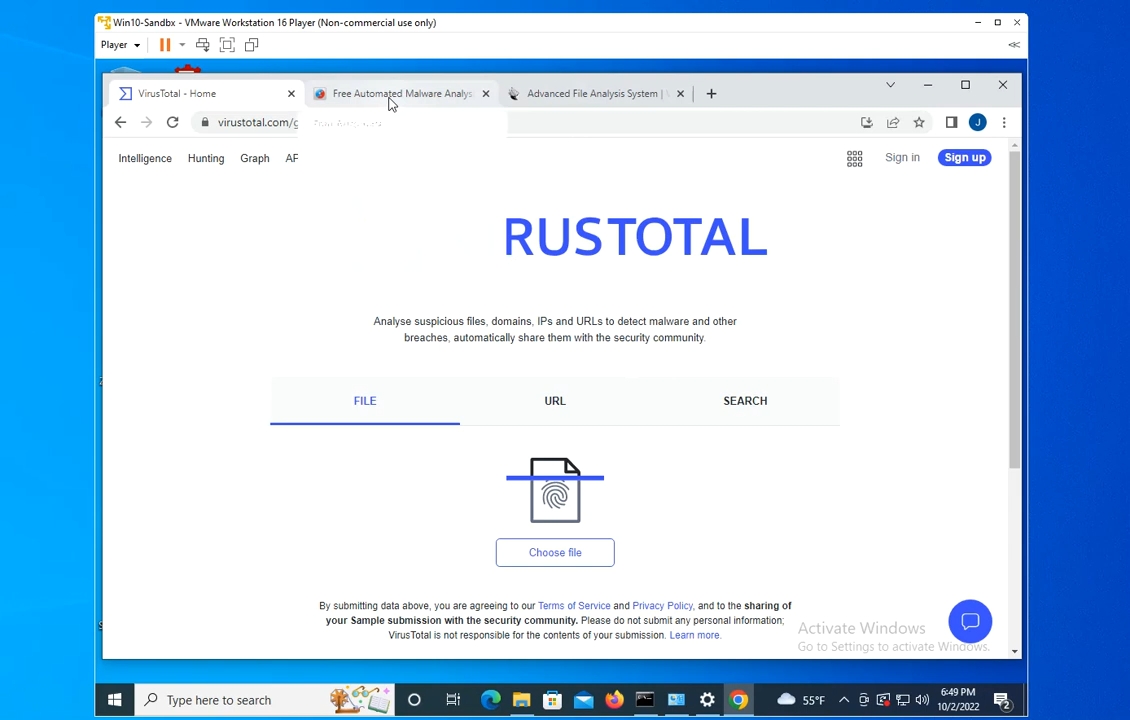 Win10-Sandbx - VMware Workstation 16 Player (Non-commercial use only)
Player
VirusTotal - Home
Free Automated Malware Analys
Advanced File Analysis System |
virustotal.com/g
J
Intelligence
Hunting
Graph
AF
Sign in
Sign up
RUSTOTAL
Analyse suspicious files, domains, IPs and URLs to detect malware and other
breaches, automatically share them with the security community.
FILE
URL
SEARCH
Choose file
By submitting data above, you are agreeing to our Terms of Service and Privacy Policy, and to the sharing of
your Sample submission with the security community. Please do not submit any personal information;
VirusTotal is not responsible for the contents of your submission. Learn more.
Activate Windows
Go to Settings to activate Windows.
Type here to search
55°F
6:49 PM
10/2/2022
2